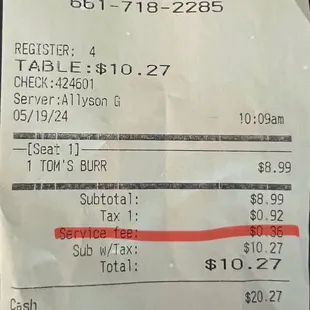 661-718-2285
REGISTER: 4
TABLE:$10.27
CHECK:424601
Server:Allyson G
05/19/24 10:09am
[Seat 1]
1 TOM'S BURR $8.99
Subtotal: $8.99
Tax 1: $0.92
Service fee: $0.36
Sub w/Tax: $10.27
Total: $10.27
Cash $20.27